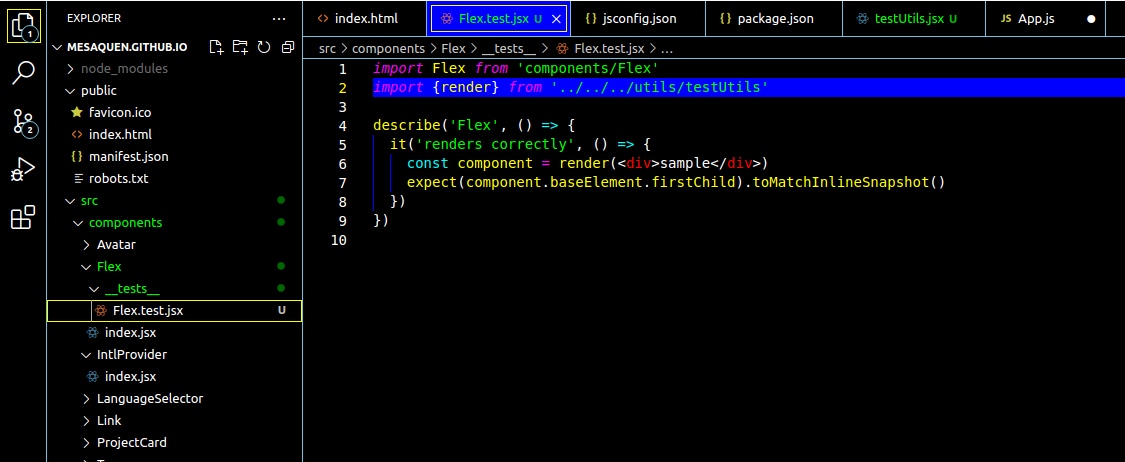 EXPLORER
MESAQUEN.GITHUB.IO
node_modules
public
favicon.ico
index.html
manifest.json
robots.txt
src
components
Avatar
Flex
__tests__
Flex.test.jsx U
index.jsx
IntlProvider
index.jsx
LanguageSelector
Link
ProjectCard
1
2
index.html
Flex.test.jsx U
jsconfig.json
package.json
testUtils.jsx U
JS App.js
src > components > Flex > __tests__ > Flex.test.jsx > ...
1 import Flex from 'components/Flex'
2 import {render} from '../../../utils/testUtils'
3
4 describe('Flex', () => {
5 it('renders correctly', () => {
6 const component = render(<div>sample</div>)
7 expect(component.baseElement.firstChild).toMatchInlineSnapshot()
8 })
9 })
10